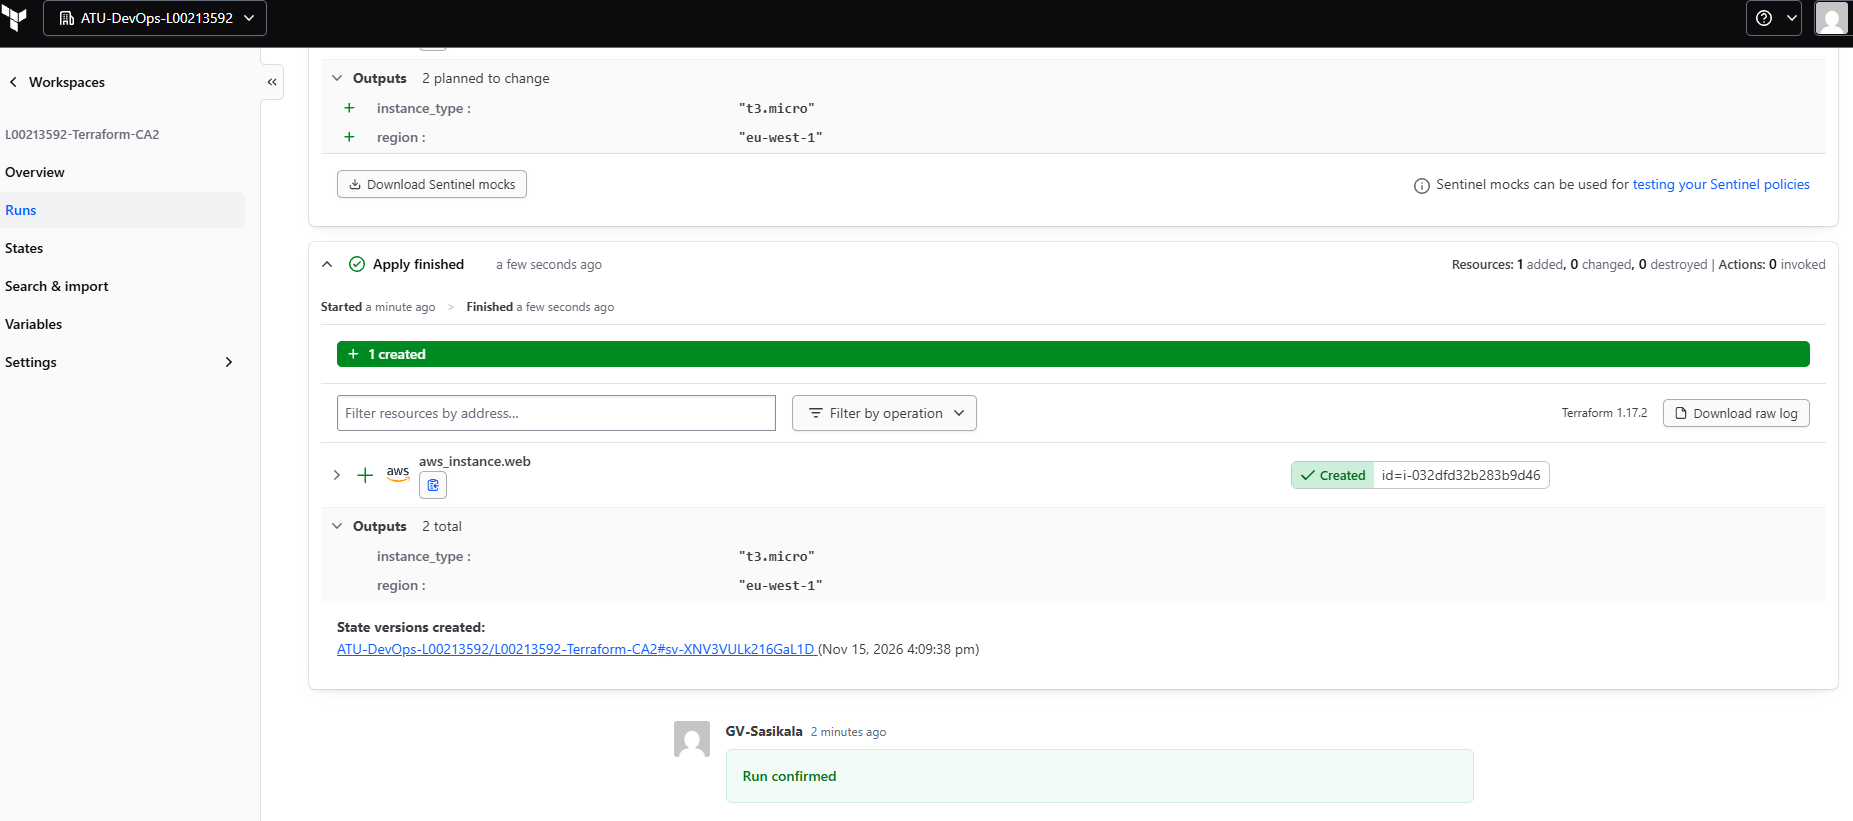 ATU-DevOps-L00213592
Workspaces
L00213592-Terraform-CA2
Overview
Runs
States
Search & import
Variables
Settings
Outputs 2 planned to change
+ instance_type : "t3.micro"
+ region : "eu-west-1"
Download Sentinel mocks
Sentinel mocks can be used for testing your Sentinel policies
Apply finished a few seconds ago
Resources: 1 added, 0 changed, 0 destroyed | Actions: 0 invoked
Started a minute ago > Finished a few seconds ago
+ 1 created
Filter resources by address...
Filter by operation
Terraform 1.17.2
Download raw log
aws
aws_instance.web
Created id=i-032dfd32b283b9d46
Outputs 2 total
instance_type : "t3.micro"
region : "eu-west-1"
State versions created:
ATU-DevOps-L00213592/L00213592-Terraform-CA2#sv-XNV3VULk216GaL1D (Nov 15, 2026 4:09:38 pm)
GV-Sasikala 2 minutes ago
Run confirmed